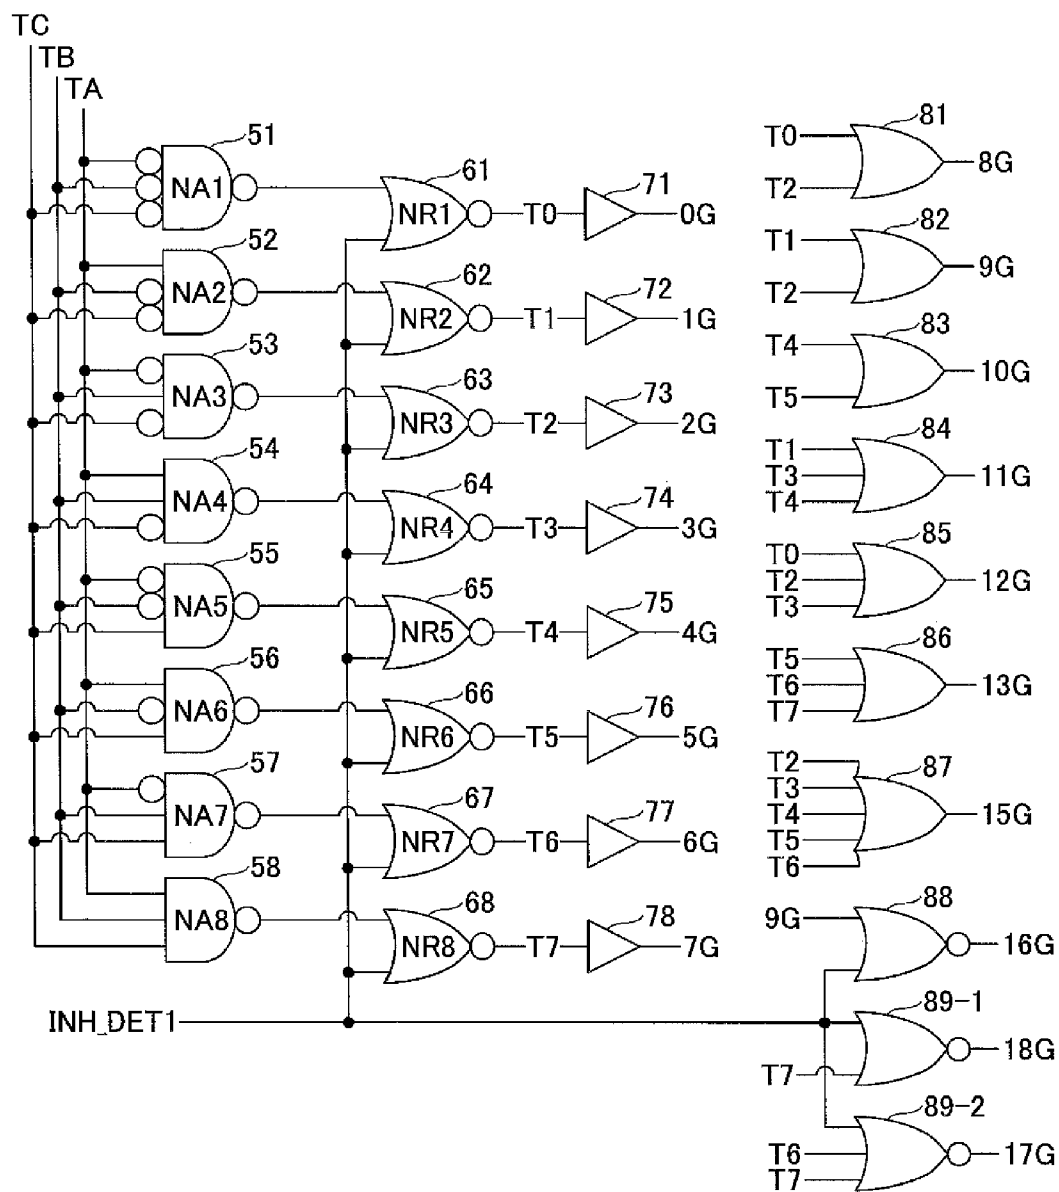 TC
TB
TA
51
NA1
61
NR1
T0
71
0G
52
NA2
62
NR2
T1
72
1G
53
NA3
63
NR3
T2
73
2G
54
NA4
64
NR4
T3
74
3G
55
NA5
65
NR5
T4
75
4G
56
NA6
66
NR6
T5
76
5G
57
NA7
67
NR7
T6
77
6G
58
NA8
68
NR8
T7
78
7G
INH_DET1
T0
T2
81
8G
T1
T2
82
9G
T4
T5
83
10G
T1
T3
T4
84
11G
T0
T2
T3
85
12G
T5
T6
T7
86
13G
T2
T3
T4
T5
T6
87
15G
9G
88
16G
89-1
T7
18G
89-2
T6
T7
17G